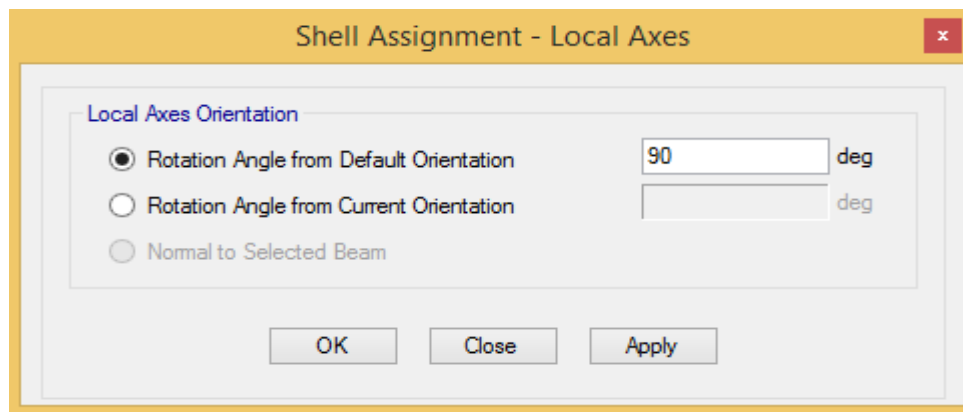 Shell Assignment - Local Axes
x
Local Axes Orientation
Rotation Angle from Default Orientation 90 deg
Rotation Angle from Current Orientation deg
Normal to Selected Beam
OK Close Apply